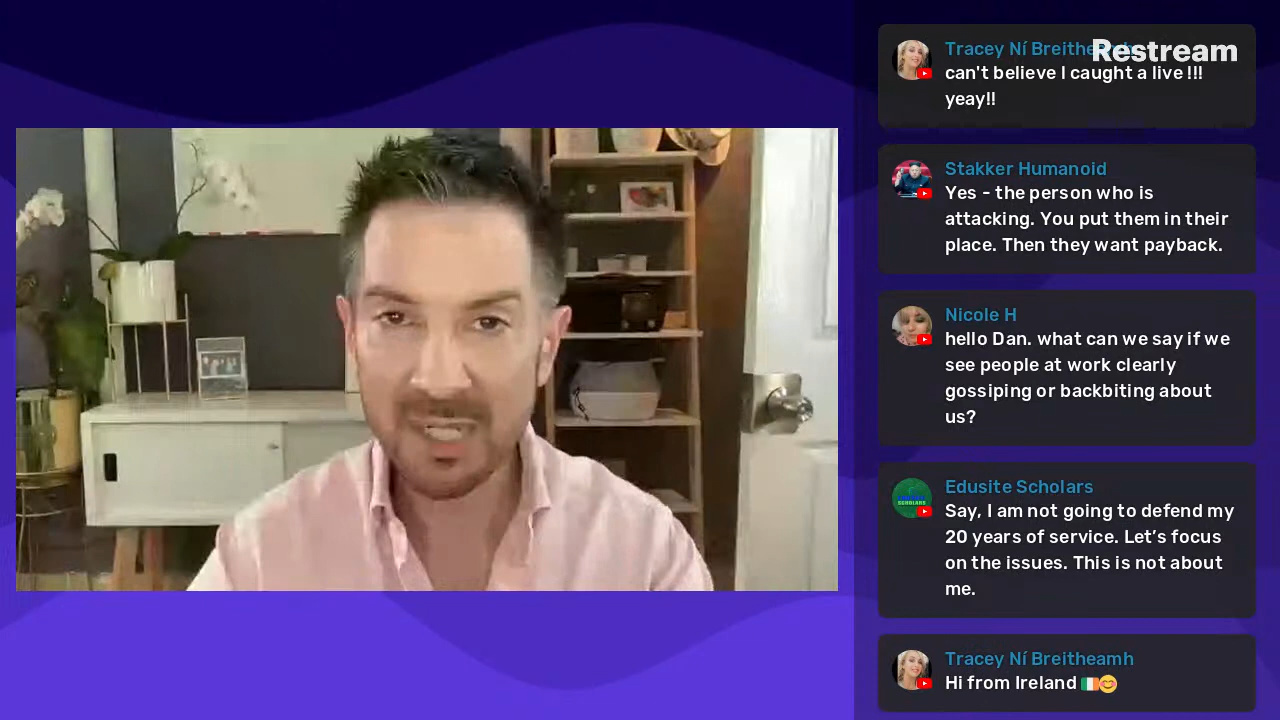 Restream
Tracey Ní Breitheamh
can't believe I caught a live !!!
yeay!!
Stakker Humanoid
Yes - the person who is
attacking. You put them in their
place. Then they want payback.
Nicole H
hello Dan. what can we say if we
see people at work clearly
gossiping or backbiting about
us?
Edusite Scholars
Say, I am not going to defend my
20 years of service. Let’s focus
on the issues. This is not about
me.
Tracey Ní Breitheamh
Hi from Ireland 🇮🇪😊